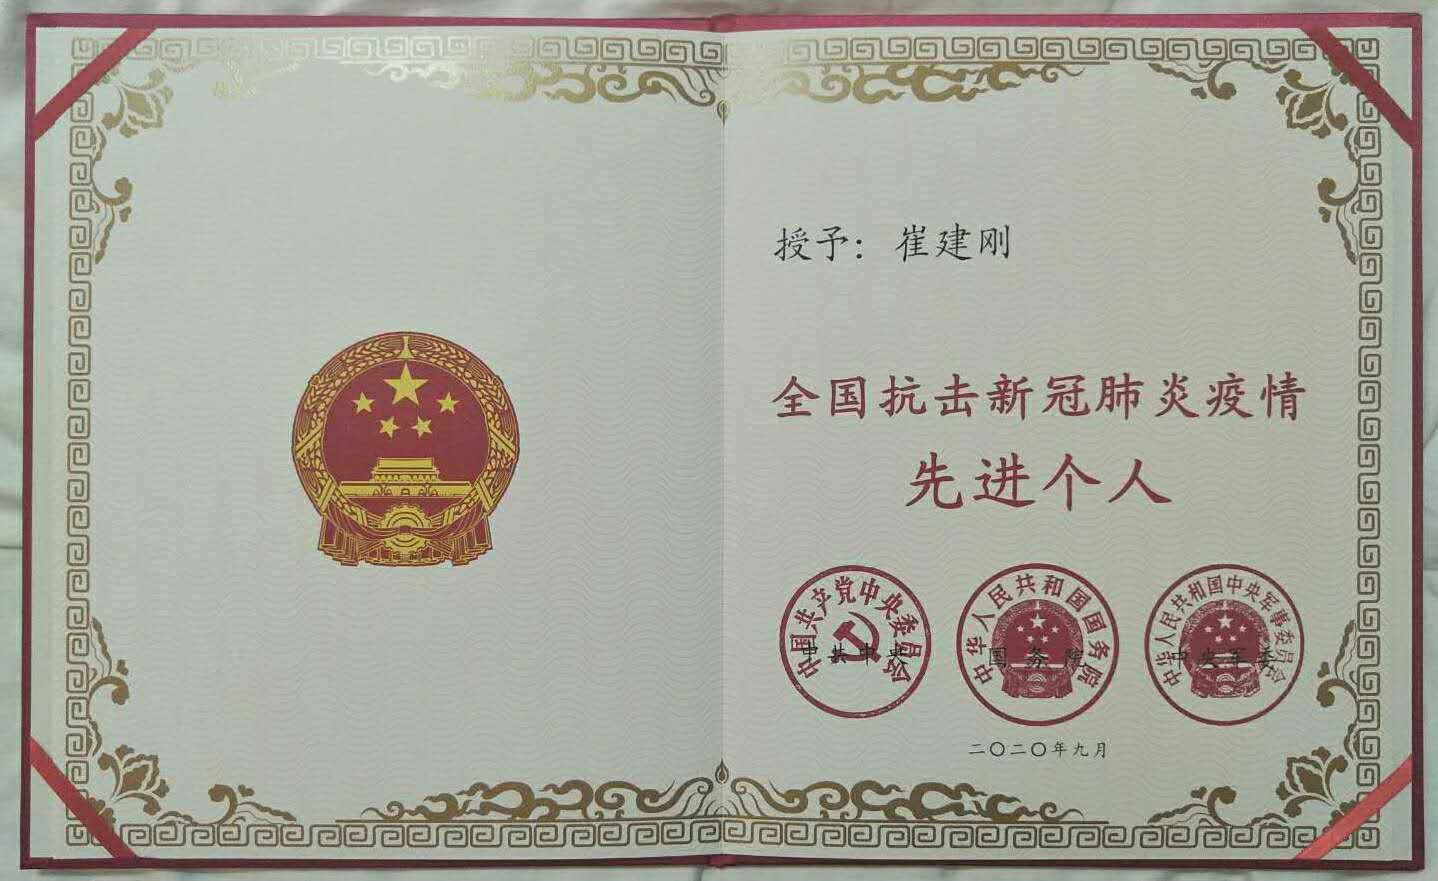 授予：崔建刚
全国抗击新冠肺炎疫情
先进个人
中国共产党中央委员会
中共中央
中华人民共和国国务院
国务院
中华人民共和国中央军事委员会
中央军委
二〇二〇年九月